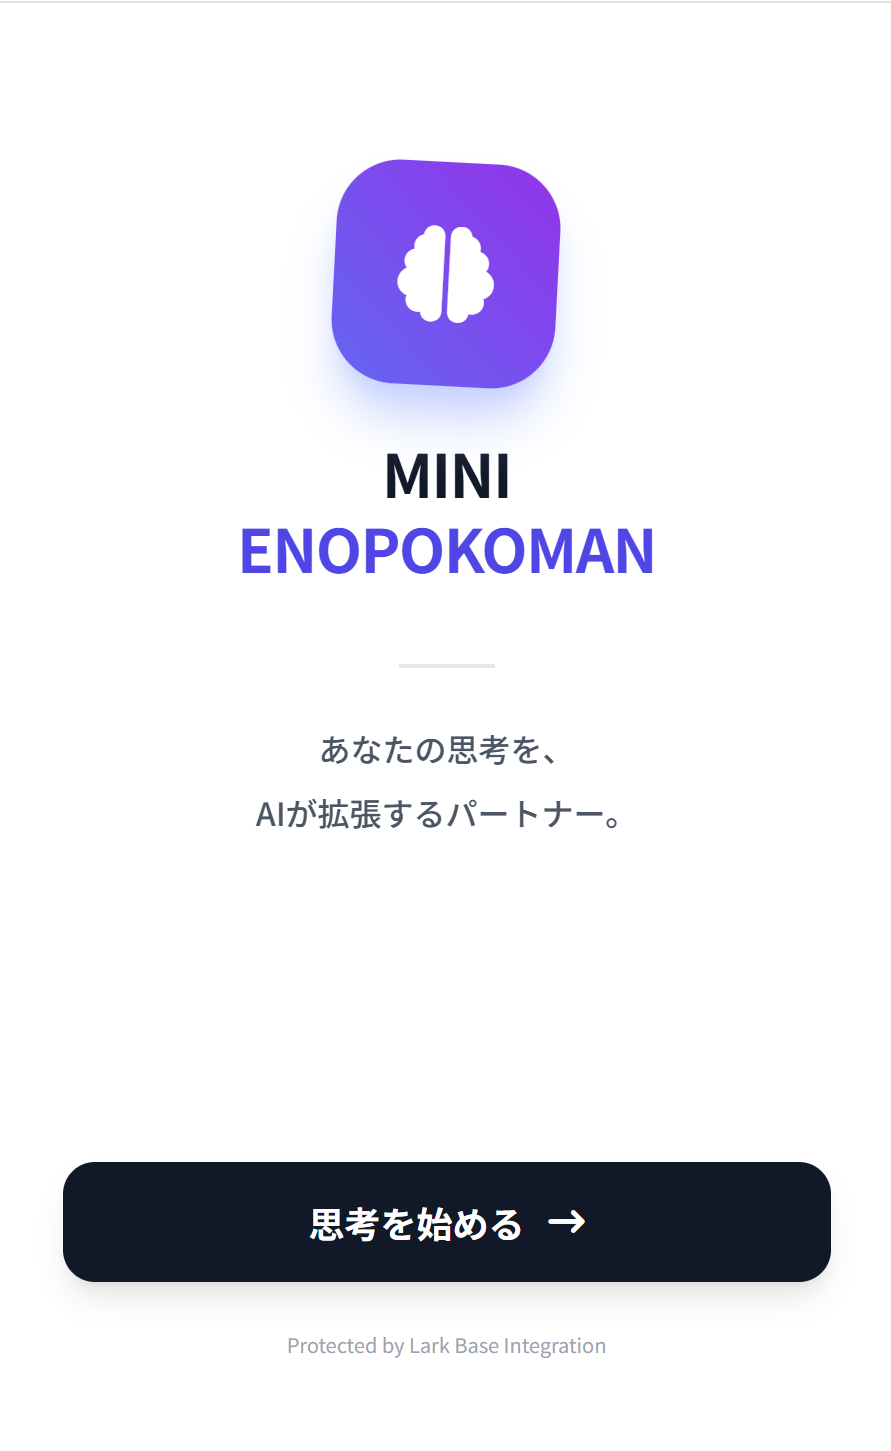 MINI
ENOPOKOMAN
あなたの思考を、
AIが拡張するパートナー。
思考を始める →
Protected by Lark Base Integration